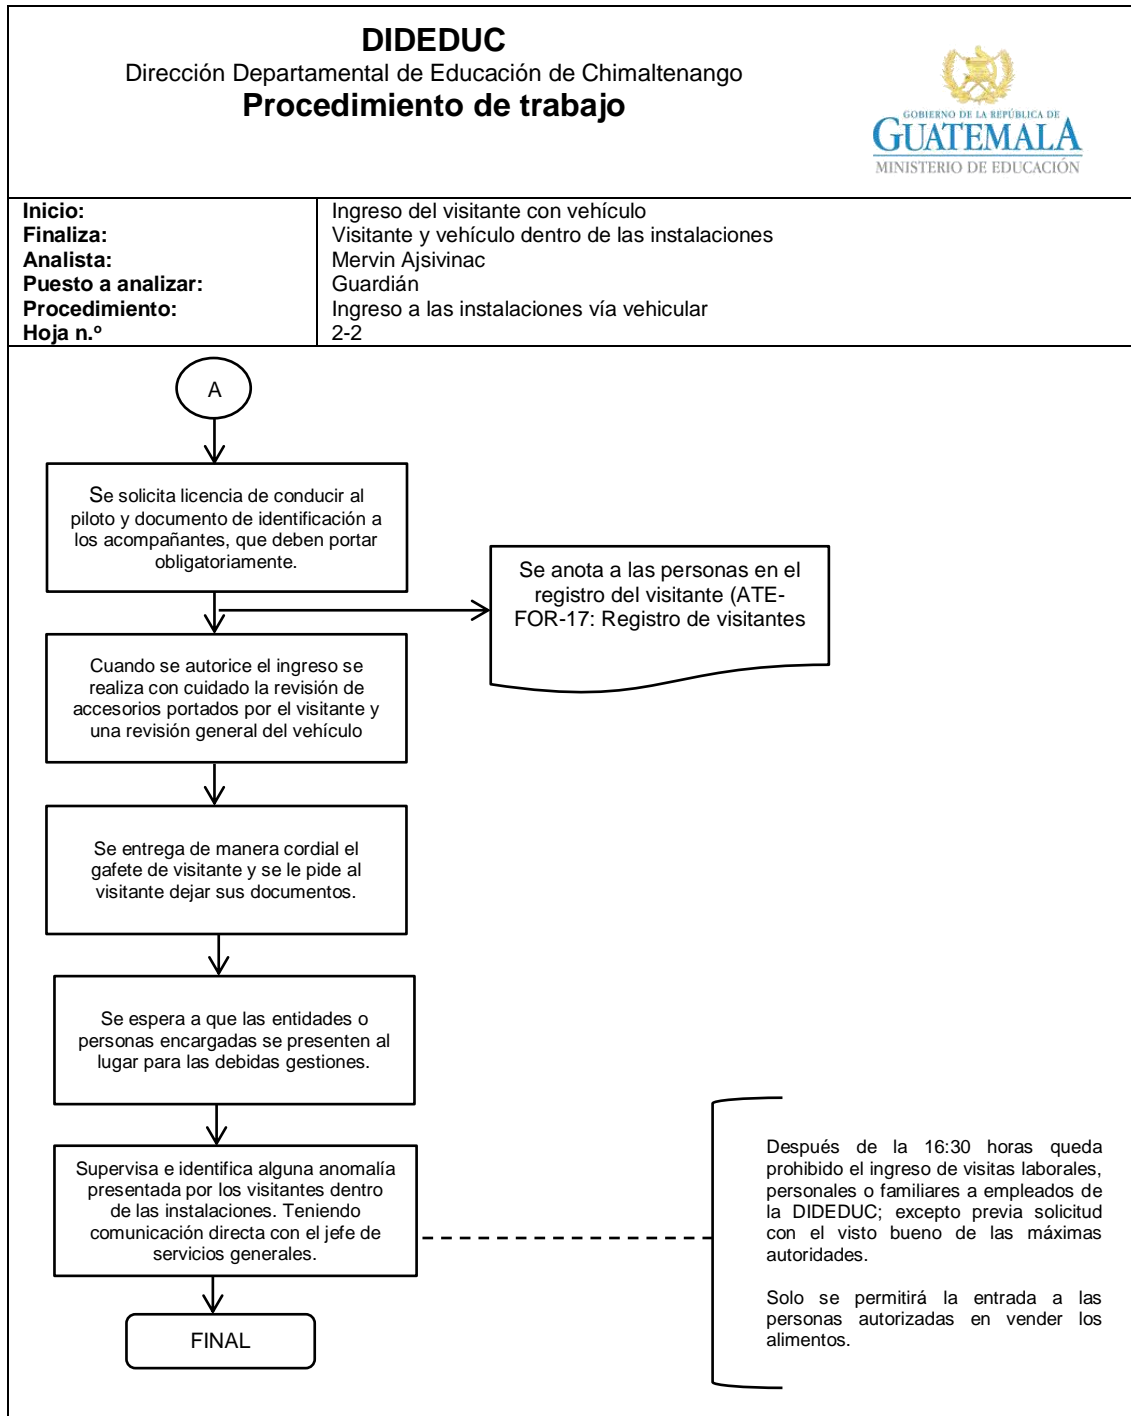 DIDEDUC
Dirección Departamental de Educación de Chimaltenango
Procedimiento de trabajo
GOBIERNO DE LA REPÚBLICA DE
GUATEMALA
MINISTERIO DE EDUCACIÓN
Inicio: Ingreso del visitante con vehículo
Finaliza: Visitante y vehículo dentro de las instalaciones
Analista: Mervin Ajsivinac
Puesto a analizar: Guardián
Procedimiento: Ingreso a las instalaciones vía vehicular
Hoja n.º 2-2
A
Se solicita licencia de conducir al
piloto y documento de identificación a
los acompañantes, que deben portar
obligatoriamente.
Se anota a las personas en el
registro del visitante (ATE-
FOR-17: Registro de visitantes
Cuando se autorice el ingreso se
realiza con cuidado la revisión de
accesorios portados por el visitante y
una revisión general del vehículo
Se entrega de manera cordial el
gafete de visitante y se le pide al
visitante dejar sus documentos.
Se espera a que las entidades o
personas encargadas se presenten al
lugar para las debidas gestiones.
Supervisa e identifica alguna anomalía
presentada por los visitantes dentro
de las instalaciones. Teniendo
comunicación directa con el jefe de
servicios generales.
Después de la 16:30 horas queda
prohibido el ingreso de visitas laborales,
personales o familiares a empleados de
la DIDEDUC; excepto previa solicitud
con el visto bueno de las máximas
autoridades.
Solo se permitirá la entrada a las
personas autorizadas en vender los
alimentos.
FINAL